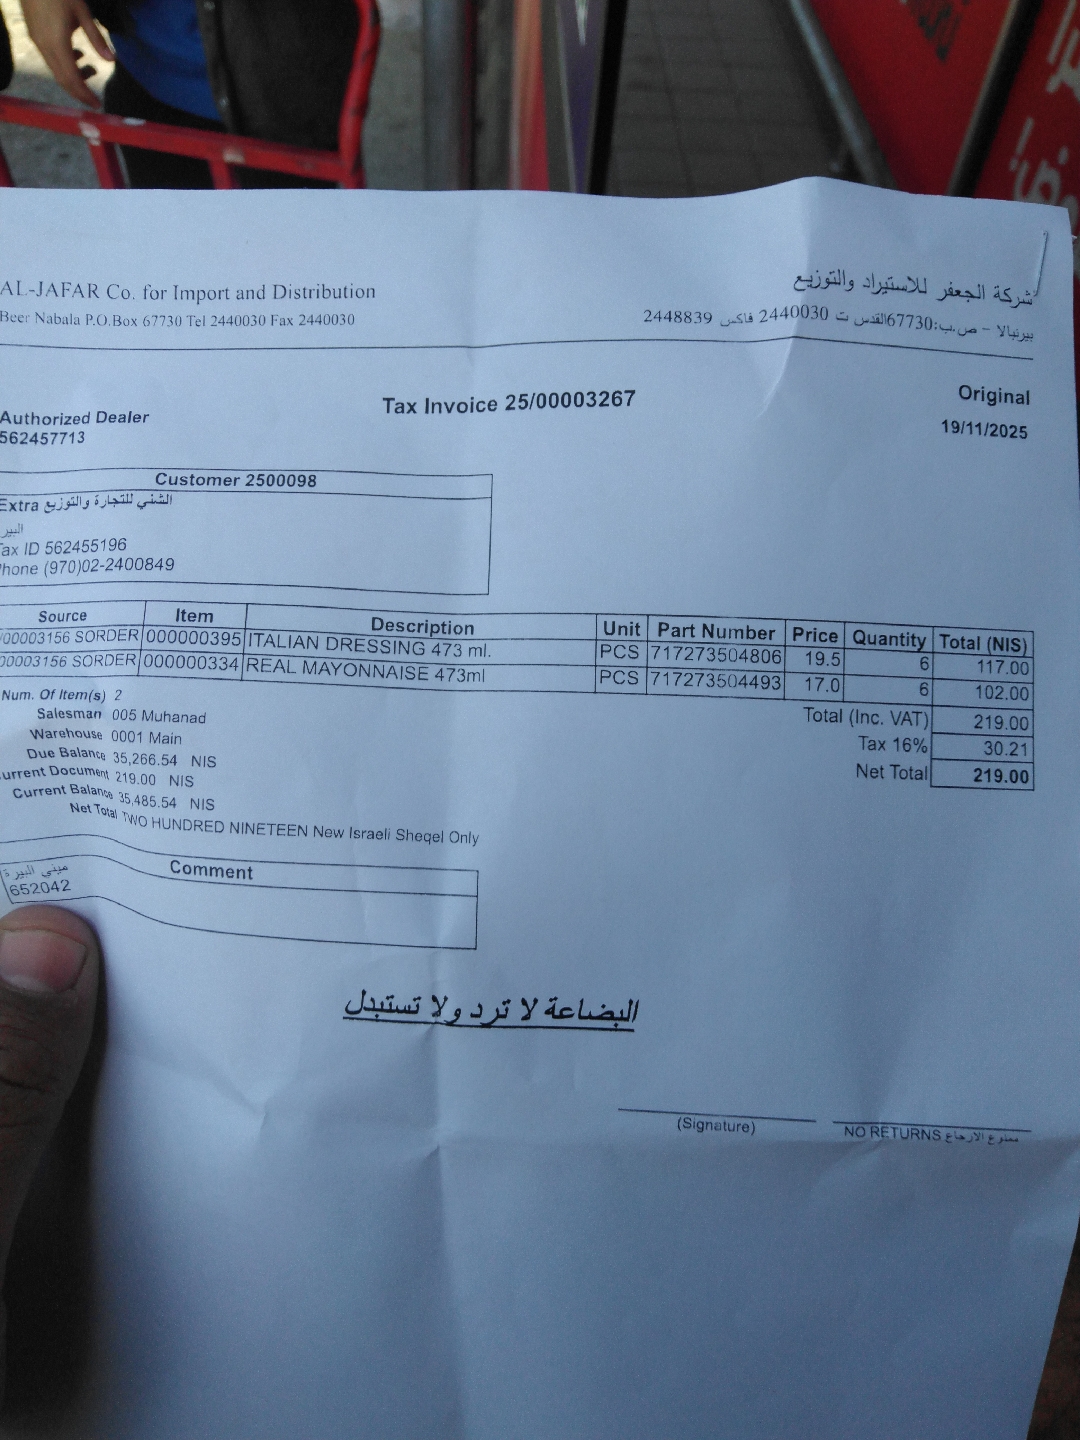 AL-JAFAR Co. for Import and Distribution
Beer Nabala P.O.Box 67730 Tel 2440030 Fax 2440030
شركة الجعفر للاستيراد والتوزيع
بيرنبالا - ص.ب:67730القدس ت 2440030 فاكس 2448839
Authorized Dealer
562457713
Tax Invoice 25/00003267
Original
19/11/2025
Customer 2500098
Extra الشني للتجارة والتوزيع
البير
Tax ID 562455196
Phone (970)02-2400849
Source Item Description Unit Part Number Price Quantity Total (NIS)
/00003156 SORDER 000000395 ITALIAN DRESSING 473 ml. PCS 717273504806 19.5 6 117.00
00003156 SORDER 000000334 REAL MAYONNAISE 473ml PCS 717273504493 17.0 6 102.00
Num. Of Item(s) 2
Salesman 005 Muhanad
Warehouse 0001 Main
Due Balance 35,266.54 NIS
urrent Document 219.00 NIS
Current Balance 35,485.54 NIS
Net Total TWO HUNDRED NINETEEN New Israeli Sheqel Only
Total (Inc. VAT) 219.00
Tax 16% 30.21
Net Total 219.00
Comment
ميني البيرة
652042
البضاعة لا ترد ولا تستبدل
(Signature)
NO RETURNS ممنوع الارجاع